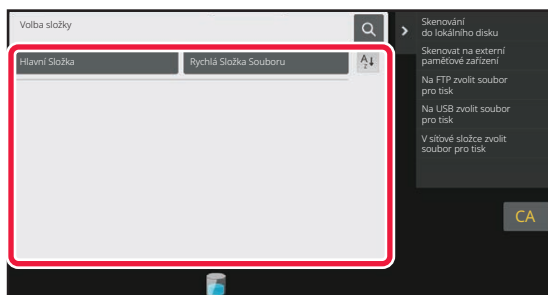 Volba složky
Hlavní Složka
Rychlá Složka Souboru
A
Z
Skenování
do lokálního disku
Skenovat na externí
paměťové zařízení
Na FTP zvolit soubor
pro tisk
Na USB zvolit soubor
pro tisk
V síťové složce zvolit
soubor pro tisk
CA